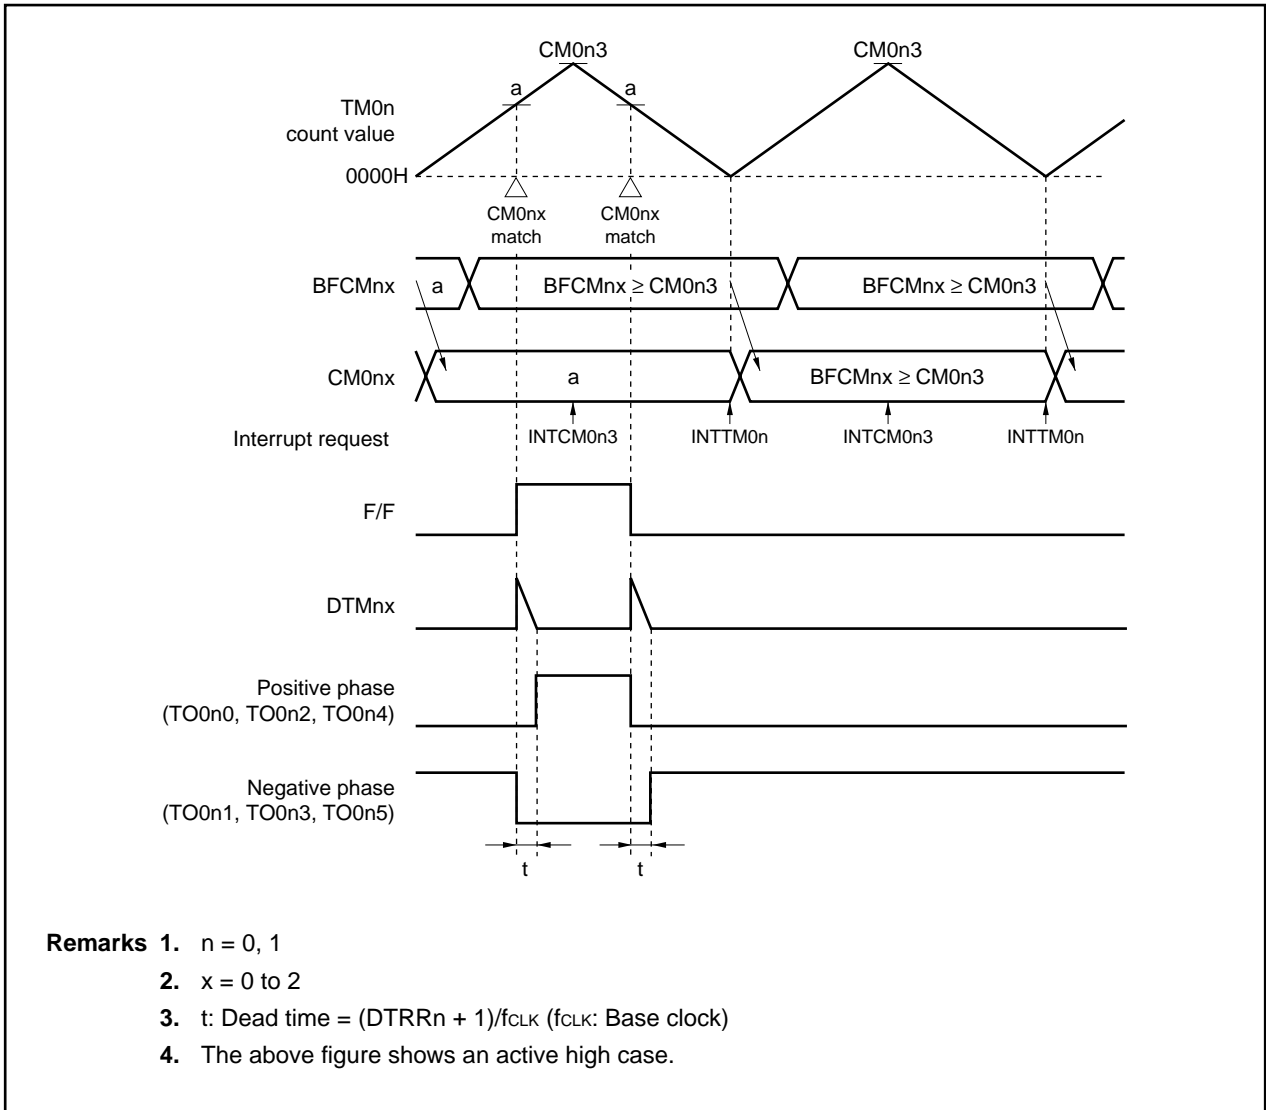 CM0n3 CM0n3
a a
TM0n
count value
0000H
CM0nx CM0nx
match match
BFCMnx a BFCMnx ≥ CM0n3 BFCMnx ≥ CM0n3
CM0nx a BFCMnx ≥ CM0n3
Interrupt request INTCM0n3 INTTM0n INTCM0n3 INTTM0n
F/F
DTMnx
Positive phase
(TO0n0, TO0n2, TO0n4)
Negative phase
(TO0n1, TO0n3, TO0n5)
t t
Remarks 1. n = 0, 1
2. x = 0 to 2
3. t: Dead time = (DTRRn + 1)/fCLK (fCLK: Base clock)
4. The above figure shows an active high case.